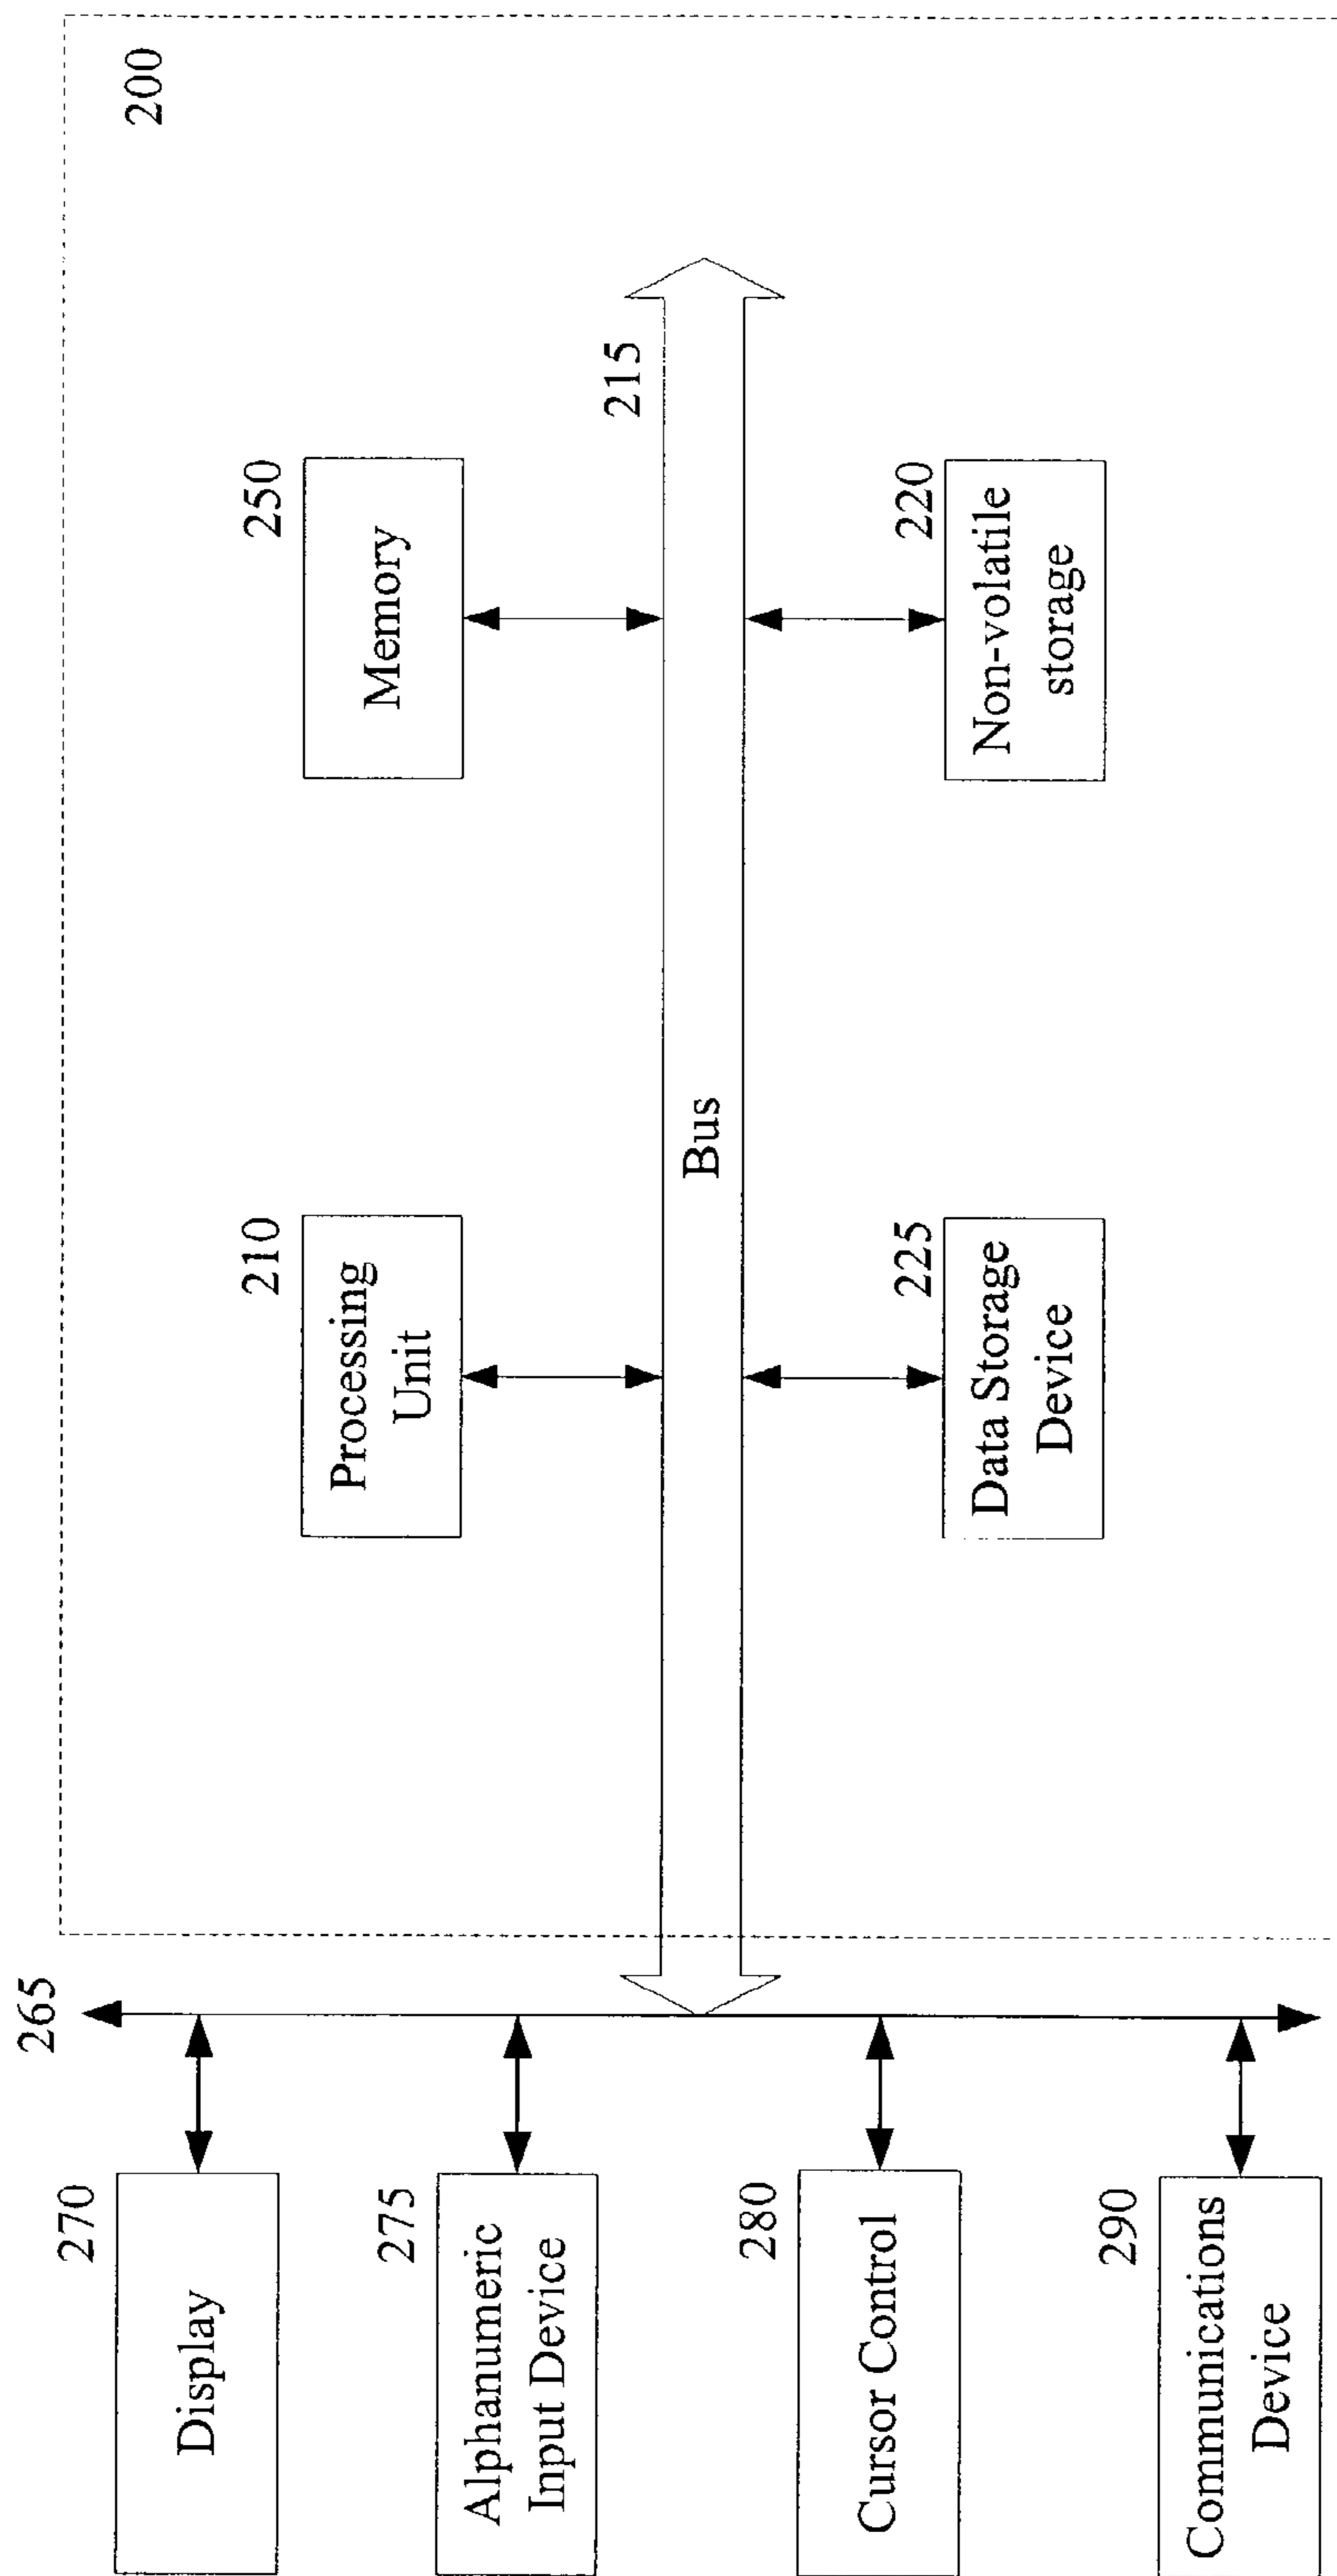 265
270
Display
275
Alphanumeric
Input Device
280
Cursor Control
290
Communications
Device
200
210
Processing
Unit
250
Memory
215
Bus
225
Data Storage
Device
220
Non-volatile
storage